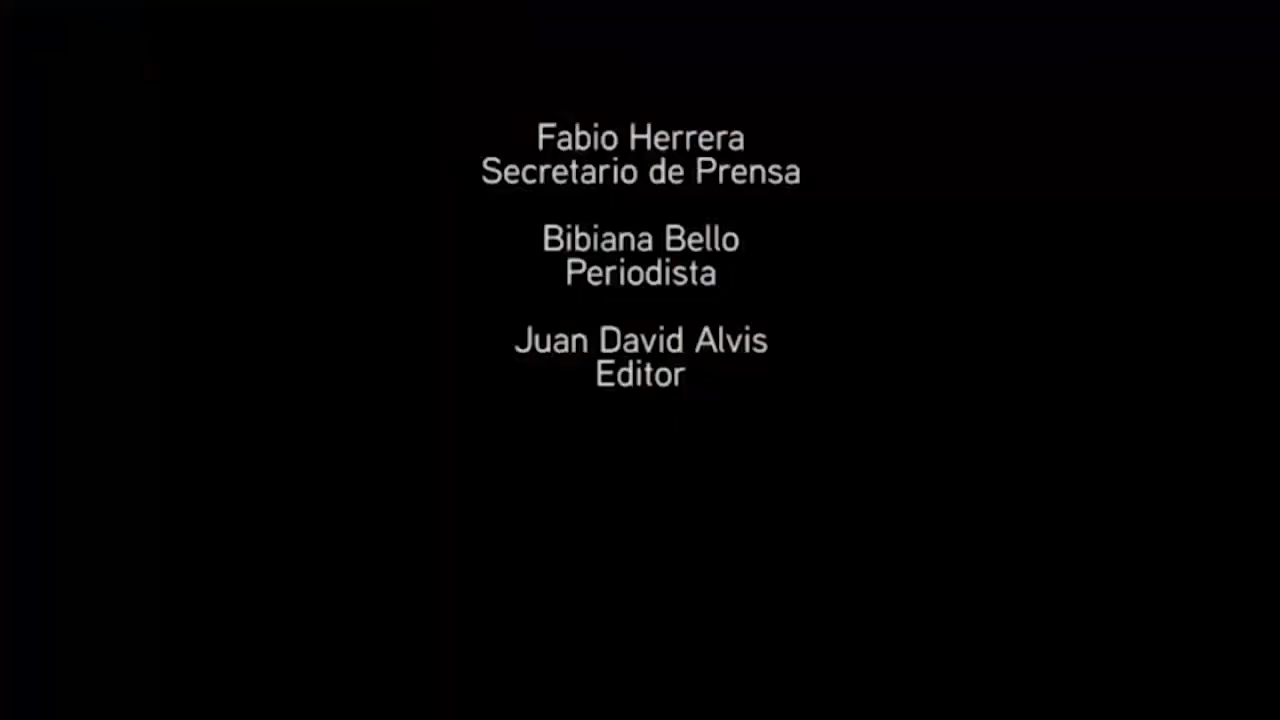 Fabio Herrera
Secretario de Prensa
Bibiana Bello
Periodista
Juan David Alvis
Editor